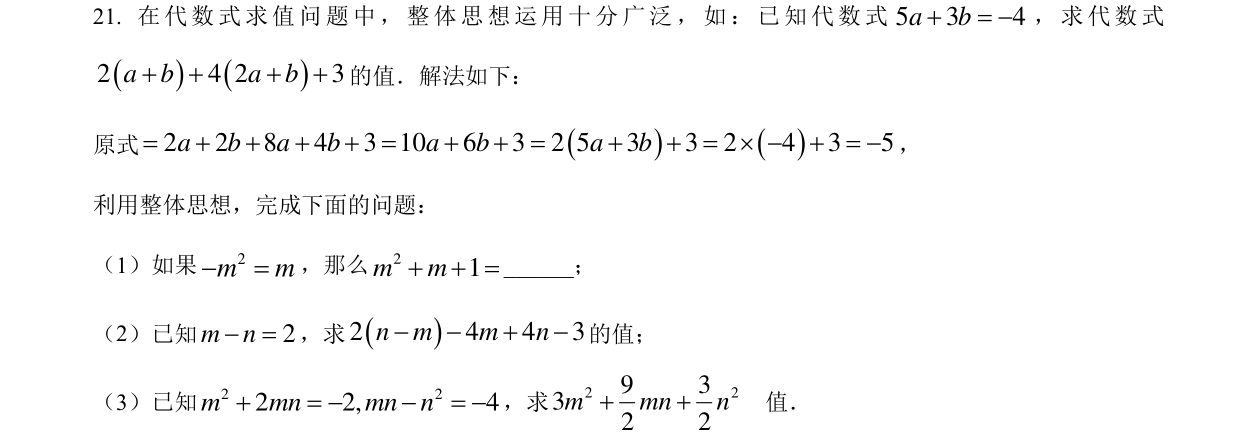 21. 在代数式求值问题中，整体思想运用十分广泛，如：已知代数式 5a+3b=−4，求代数式
2(a+b)+4(2a+b)+3 的值．解法如下：
原式=2a+2b+8a+4b+3=10a+6b+3=2(5a+3b)+3=2×(−4)+3=−5，
利用整体思想，完成下面的问题：
（1）如果 −m²=m，那么 m²+m+1=______；
（2）已知 m−n=2，求 2(n−m)−4m+4n−3 的值；
（3）已知 m²+2mn=−2, mn−n²=−4，求 3m²+9/2mn+3/2n² 值．